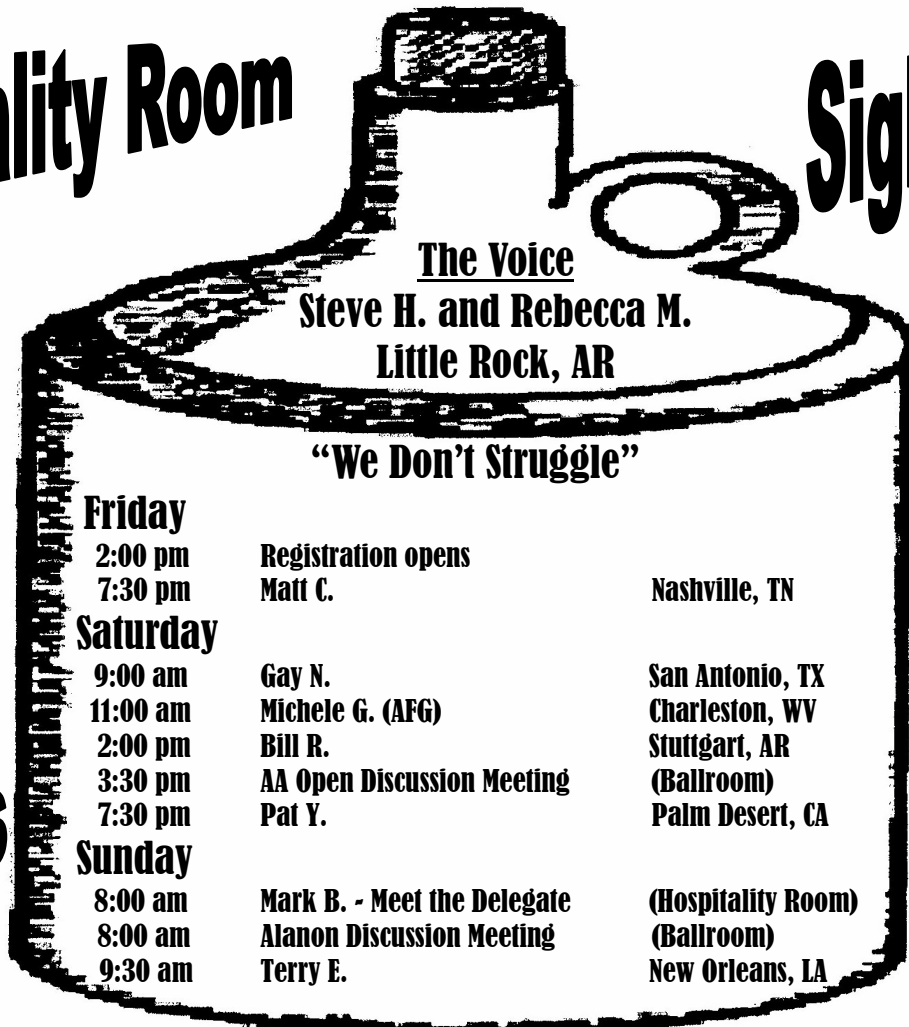 ality Room
Sig
The Voice
Steve H. and Rebecca M.
Little Rock, AR
“We Don’t Struggle”
Friday
2:00 pm Registration opens
7:30 pm Matt C. Nashville, TN
Saturday
9:00 am Gay N. San Antonio, TX
11:00 am Michele G. (AFG) Charleston, WV
2:00 pm Bill R. Stuttgart, AR
3:30 pm AA Open Discussion Meeting (Ballroom)
7:30 pm Pat Y. Palm Desert, CA
Sunday
8:00 am Mark B. - Meet the Delegate (Hospitality Room)
8:00 am Alanon Discussion Meeting (Ballroom)
9:30 am Terry E. New Orleans, LA